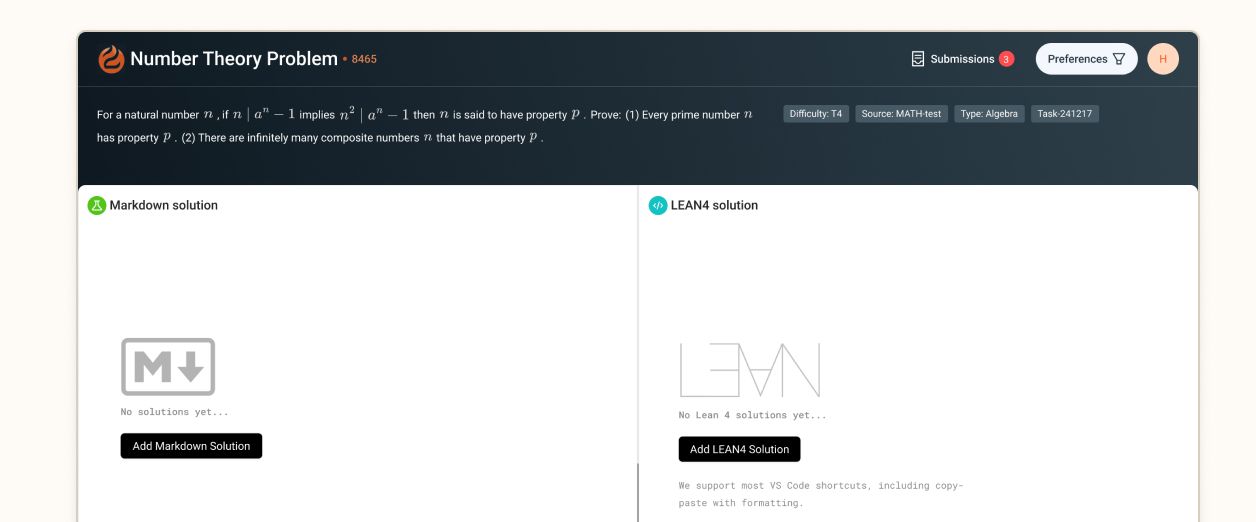 Number Theory Problem • 8465
Submissions 3
Preferences
H
For a natural number n , if n | aⁿ − 1 implies n² | aⁿ − 1 then n is said to have property p . Prove: (1) Every prime number n
has property p . (2) There are infinitely many composite numbers n that have property p .
Difficulty: T4
Source: MATH-test
Type: Algebra
Task-241217
Markdown solution
</> LEAN4 solution
M
LEAN
No solutions yet...
No Lean 4 solutions yet...
Add Markdown Solution
Add LEAN4 Solution
We support most VS Code shortcuts, including copy-
paste with formatting.